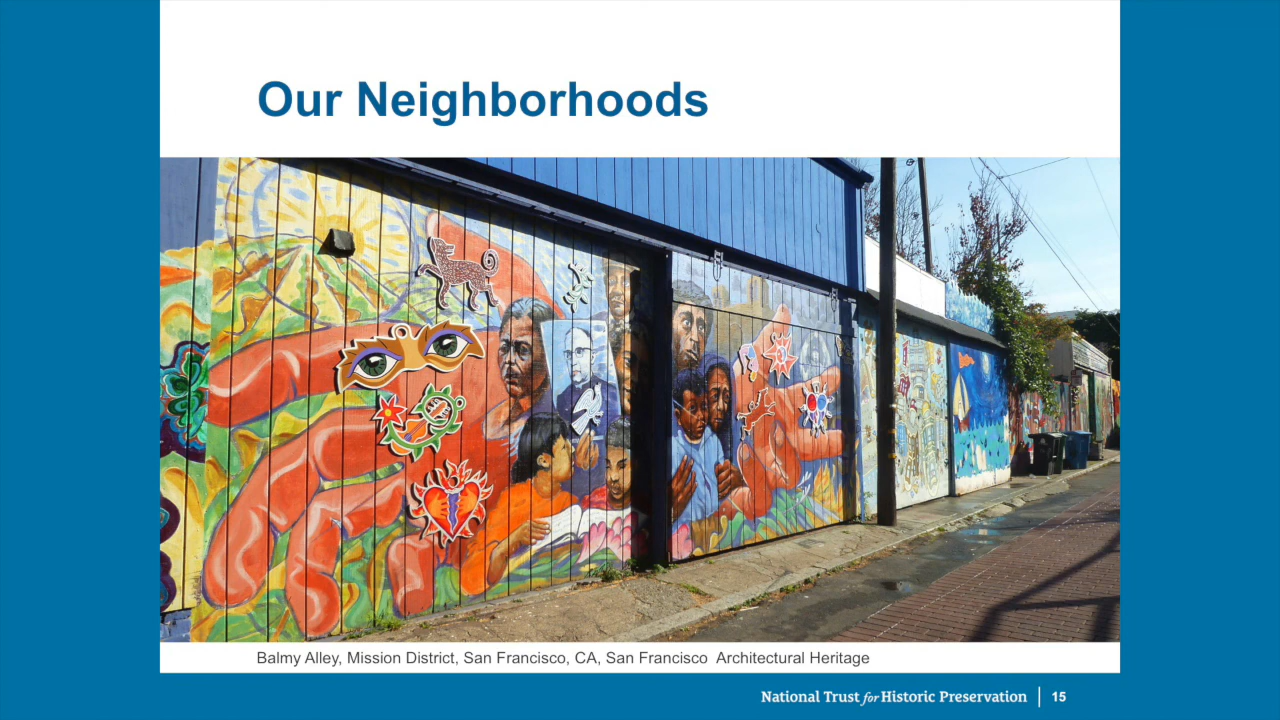 Our Neighborhoods
Balmy Alley, Mission District, San Francisco, CA, San Francisco  Architectural Heritage
National Trust for Historic Preservation | 15